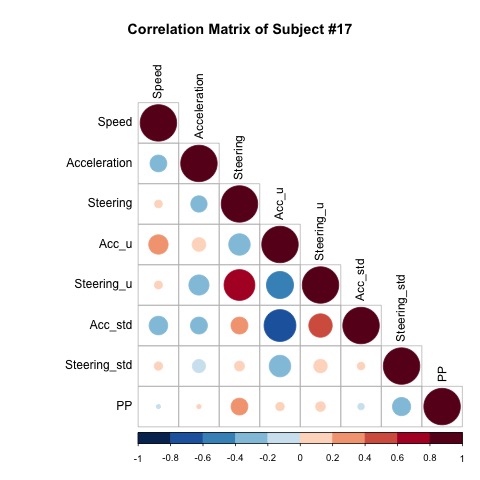 Correlation Matrix of Subject #17
Speed
Acceleration
Steering
Acc_u
Steering_u
Acc_std
Steering_std
PP
Speed
Acceleration
Steering
Acc_u
Steering_u
Acc_std
Steering_std
PP
-1 -0.8 -0.6 -0.4 -0.2 0 0.2 0.4 0.6 0.8 1